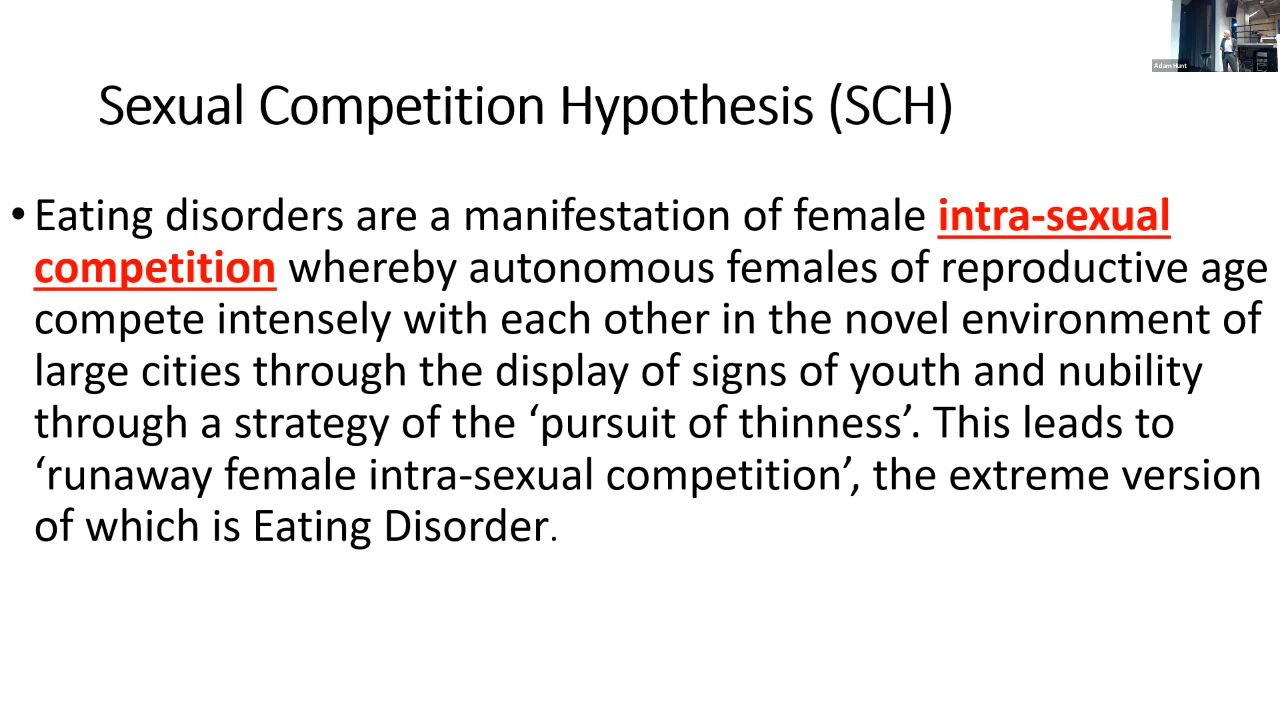 Adam Hunt
Sexual Competition Hypothesis (SCH)
• Eating disorders are a manifestation of female intra-sexual
competition whereby autonomous females of reproductive age
compete intensely with each other in the novel environment of
large cities through the display of signs of youth and nubility
through a strategy of the ‘pursuit of thinness’. This leads to
‘runaway female intra-sexual competition’, the extreme version
of which is Eating Disorder.